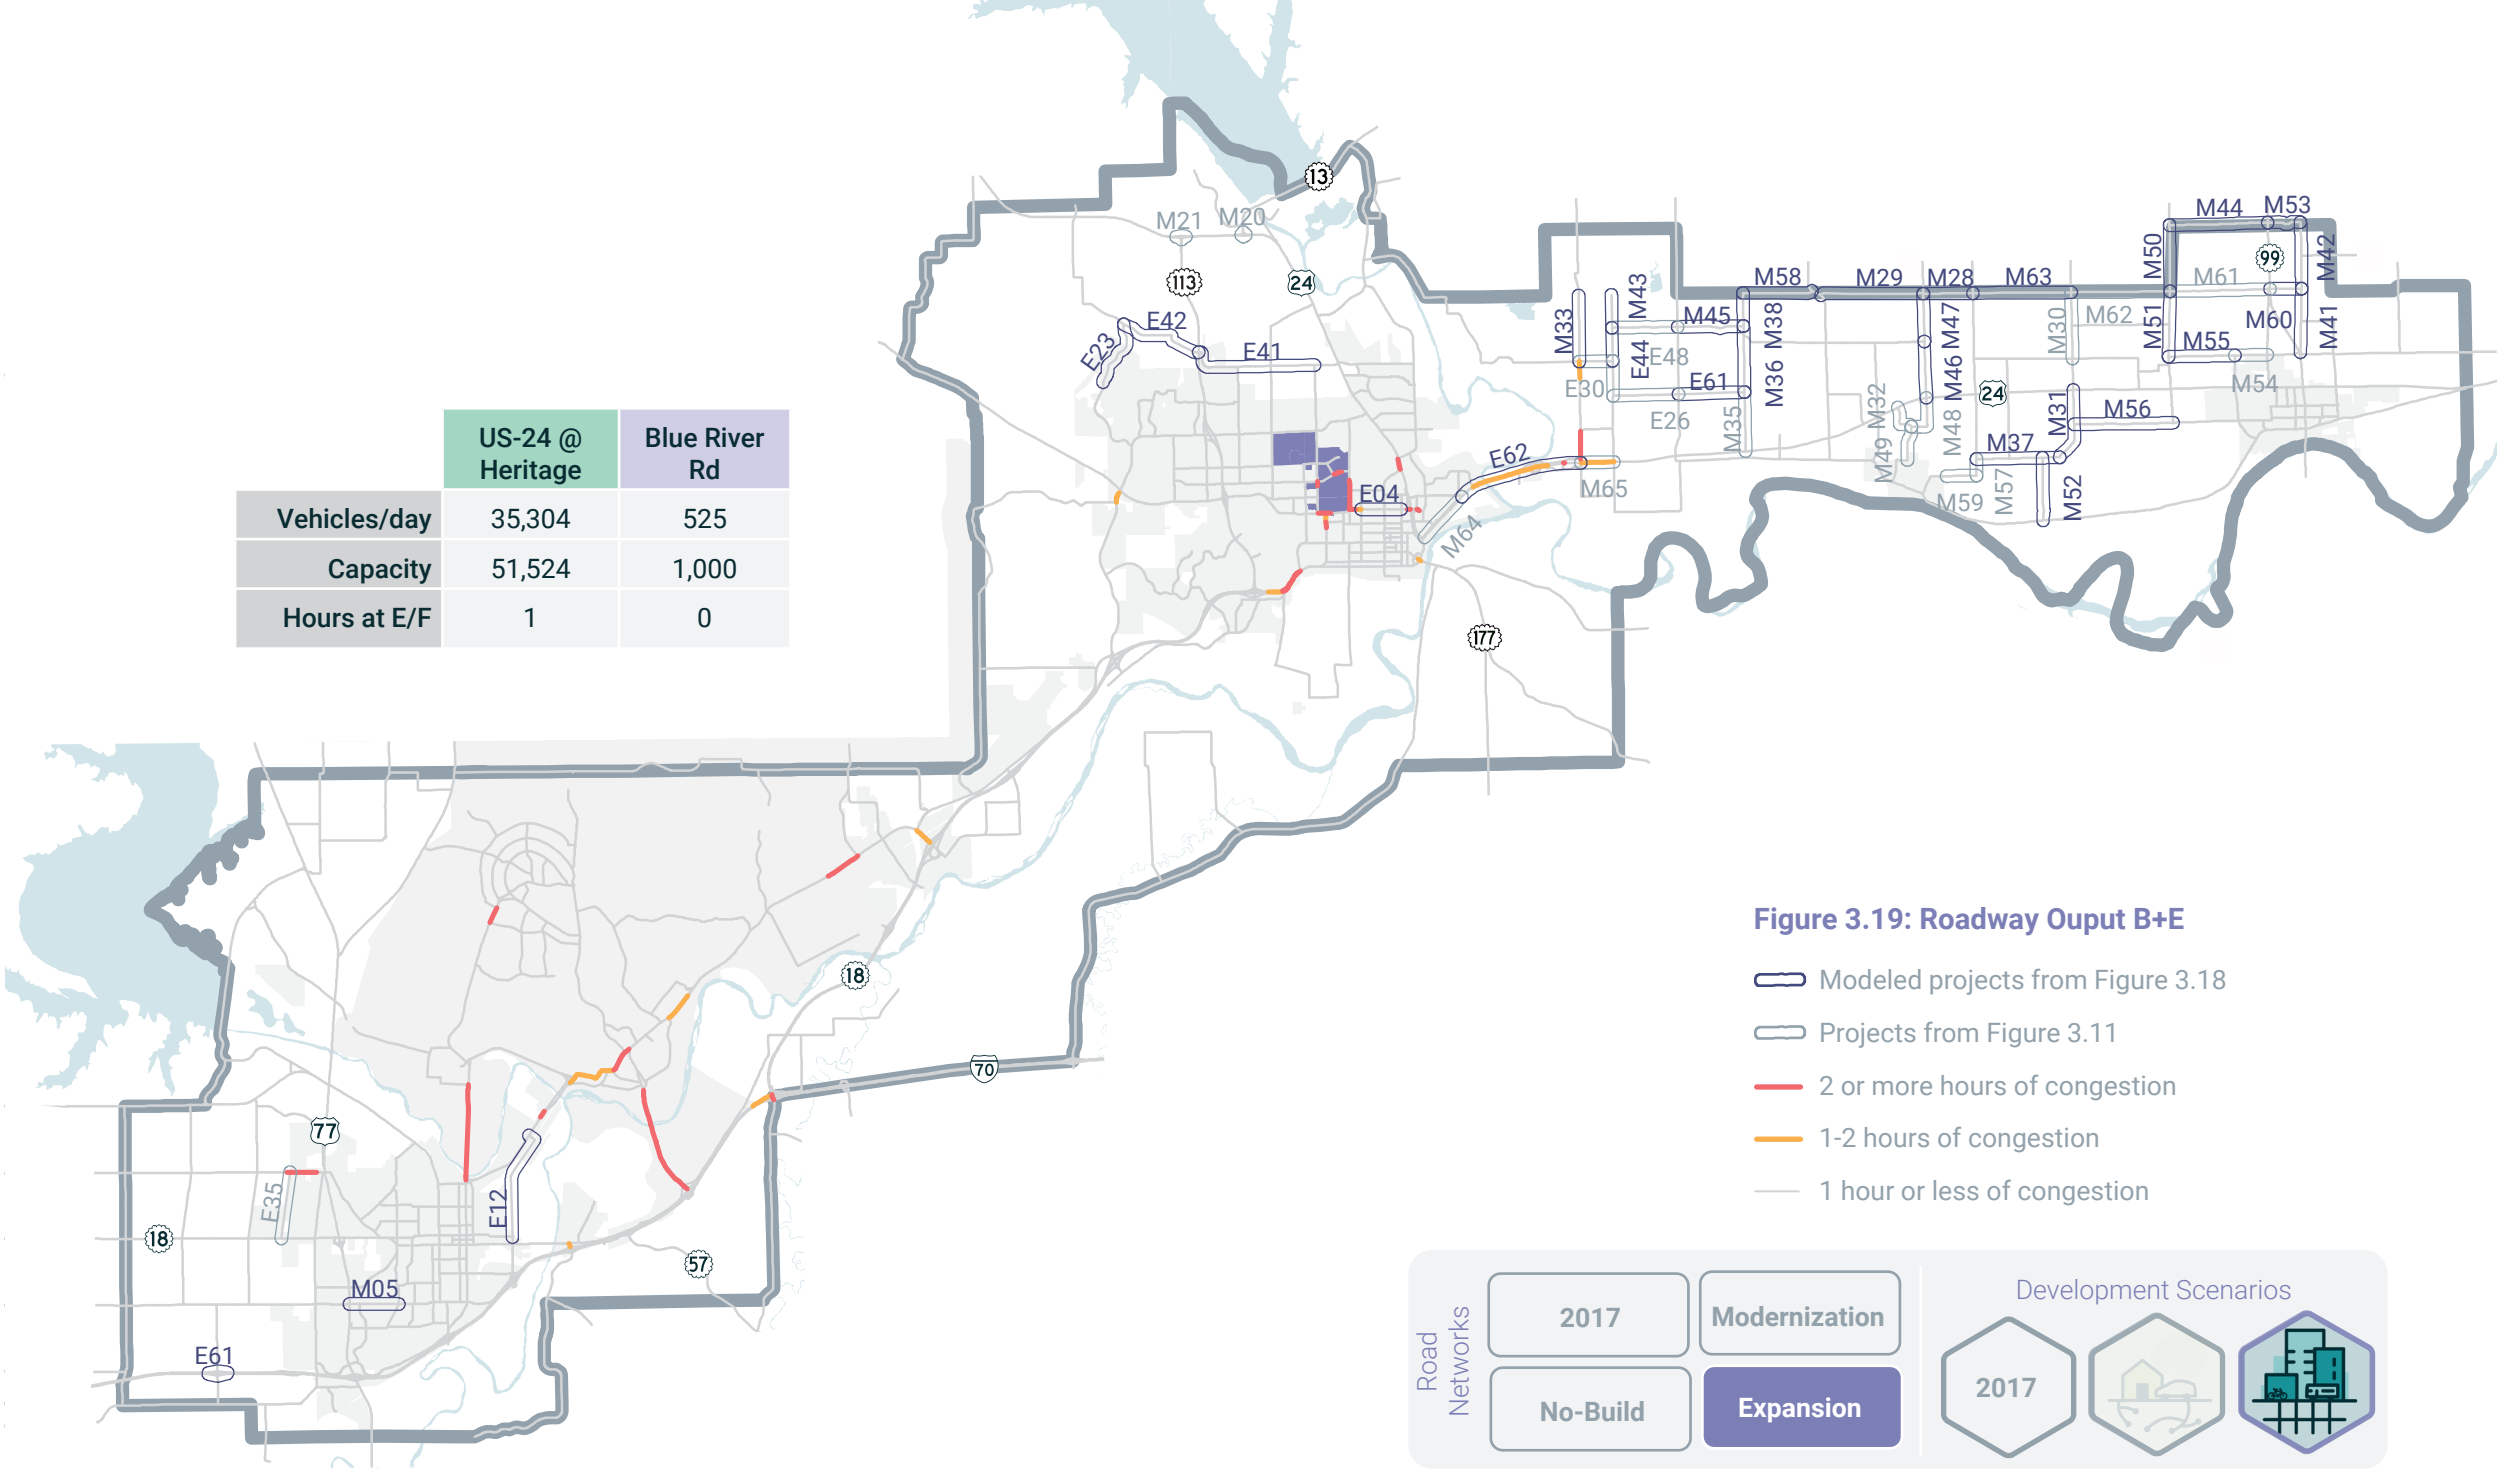 13
M21 M20
113
24
M44 M53
M50
99
M42
M61
M58
M29
M28
M63
M43
M33
M45
M38
M47
M30
M62
M51
M60
M41
M55
M54
E42
E23
E41
E44
E48
E30
E61
E26
M36
M35
M46
M32
M49
M48
24
M31
M56
M37
M59
M57
M52
E62
M65
E04
M64
177
US-24 @
Heritage
Blue River
Rd
Vehicles/day 35,304 525
Capacity 51,524 1,000
Hours at E/F 1 0
18
70
77
E35
E12
18
57
M05
E61
Figure 3.19: Roadway Ouput B+E
Modeled projects from Figure 3.18
Projects from Figure 3.11
2 or more hours of congestion
1-2 hours of congestion
1 hour or less of congestion
Road
Networks
2017
Modernization
No-Build
Expansion
Development Scenarios
2017